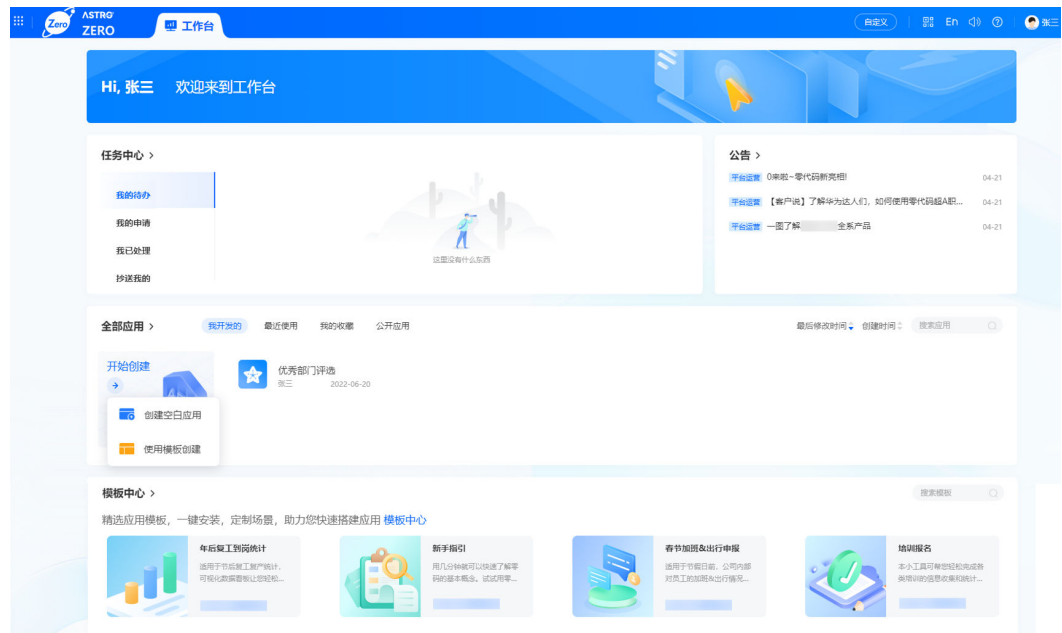 Zero
ASTRO
ZERO
工作台
自定义
En
张三
Hi, 张三 欢迎来到工作台
任务中心
我的待办
我的申请
我已处理
抄送我的
这里没有什么东西
公告
平台运营 0来啦~零代码新亮相! 04-21
平台运营 【客户说】了解华为达人们，如何使用零代码超A职... 04-21
平台运营 一图了解 全系产品 04-21
全部应用
我开发的 最近使用 我的收藏 公开应用
最后修改时间 创建时间 搜索应用
开始创建
创建空白应用
使用模板创建
优秀部门评选
张三 2022-06-20
模板中心
搜索模板
精选应用模板，一键安装，定制场景，助力您快速搭建应用 模板中心
年后复工到岗统计
适用于节后复工复产统计，
可视化数据看板让您轻松...
新手指引
用几分钟就可以快速了解零
码的基本概念。试试用零...
春节加班&出行申报
适用于节假日前，公司内部
对员工的加班&出行情况...
培训报名
本小工具可帮您轻松完成各
类培训的信息收集和统计...